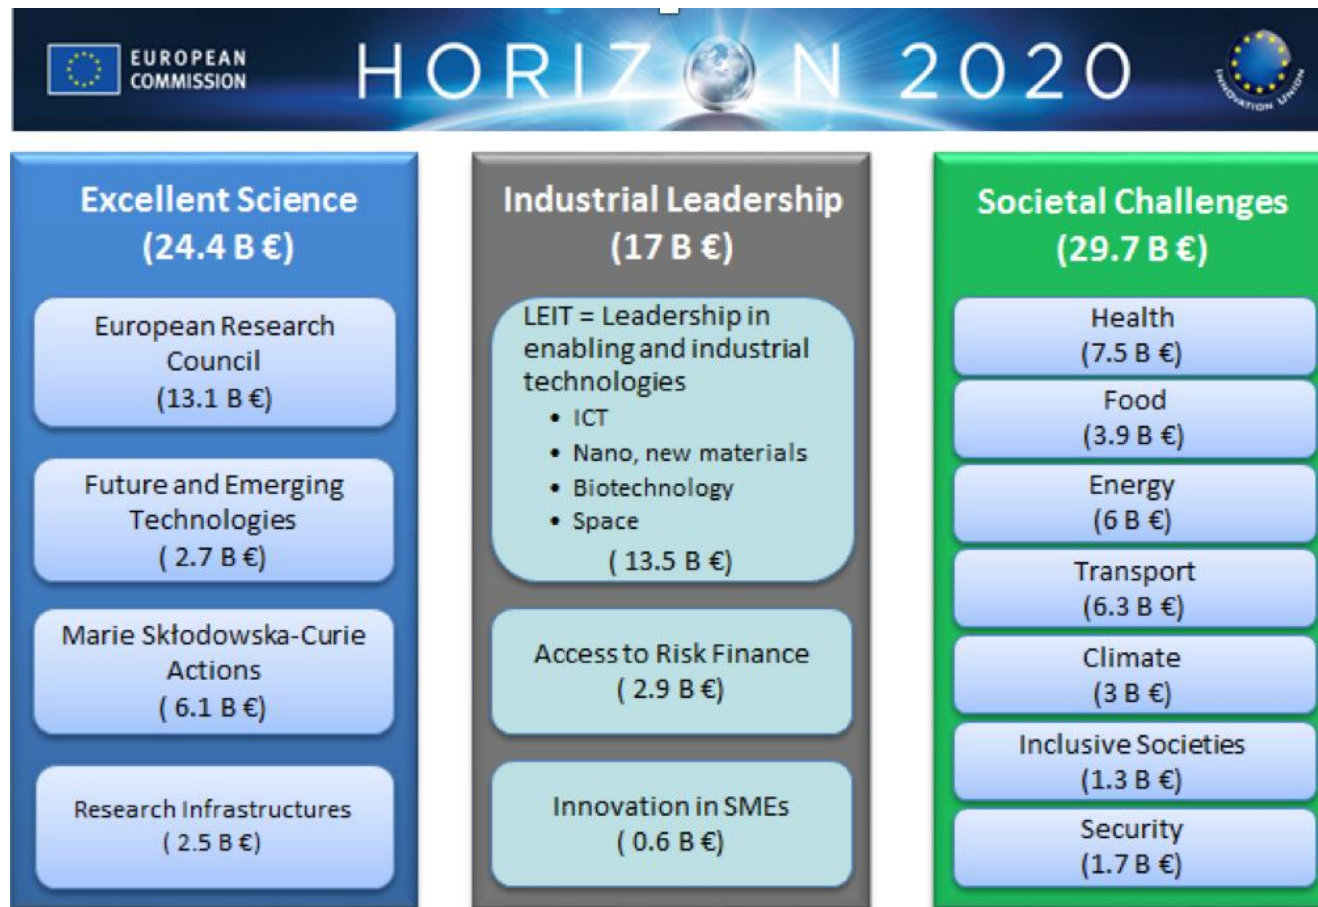 EUROPEAN
COMMISSION
HORIZON 2020
INNOVATION UNION
Excellent Science
(24.4 B €)
European Research
Council
(13.1 B €)
Future and Emerging
Technologies
( 2.7 B €)
Marie Skłodowska-Curie
Actions
( 6.1 B €)
Research Infrastructures
( 2.5 B €)
Industrial Leadership
(17 B €)
LEIT = Leadership in
enabling and industrial
technologies
• ICT
• Nano, new materials
• Biotechnology
• Space
( 13.5 B €)
Access to Risk Finance
( 2.9 B €)
Innovation in SMEs
( 0.6 B €)
Societal Challenges
(29.7 B €)
Health
(7.5 B €)
Food
(3.9 B €)
Energy
(6 B €)
Transport
(6.3 B €)
Climate
(3 B €)
Inclusive Societies
(1.3 B €)
Security
(1.7 B €)